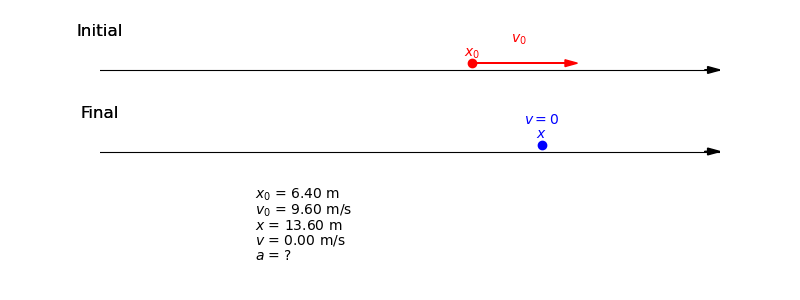 Initial
v₀
x₀
Final
v = 0
x
x₀ = 6.40 m
v₀ = 9.60 m/s
x = 13.60 m
v = 0.00 m/s
a = ?